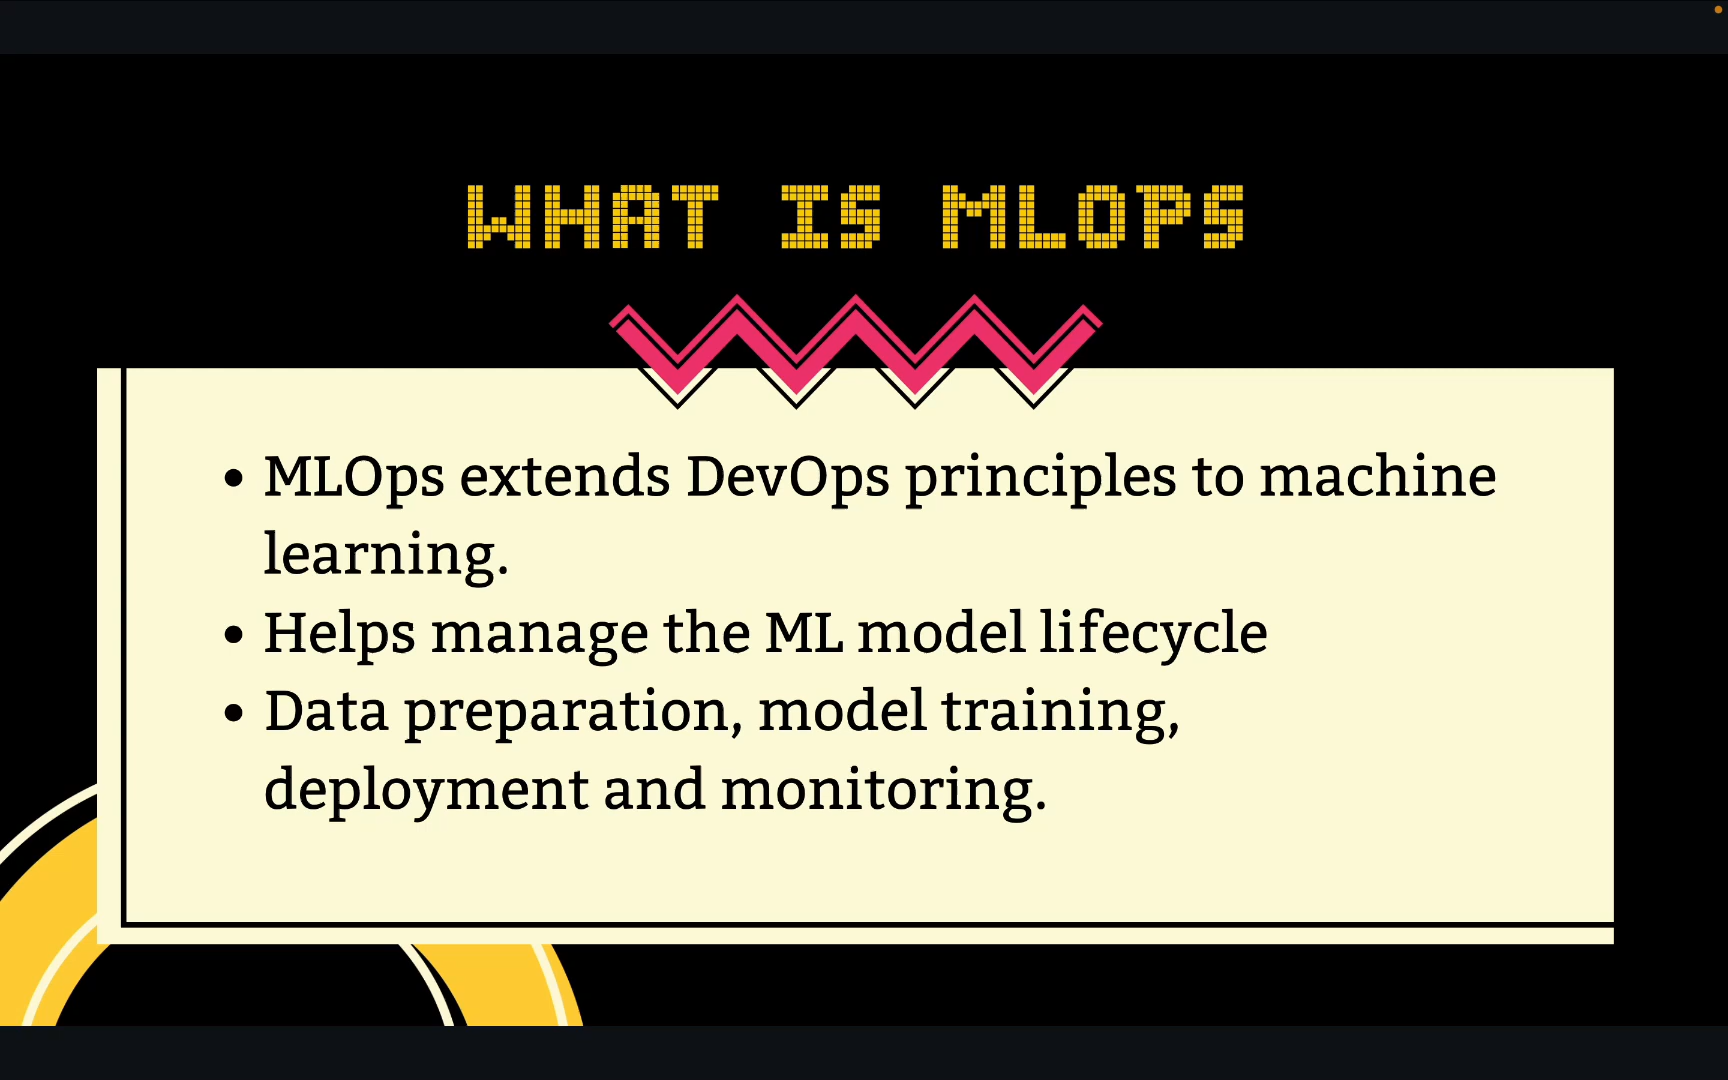 WHAT IS MLOPS
• MLOps extends DevOps principles to machine
learning.
• Helps manage the ML model lifecycle
• Data preparation, model training,
deployment and monitoring.